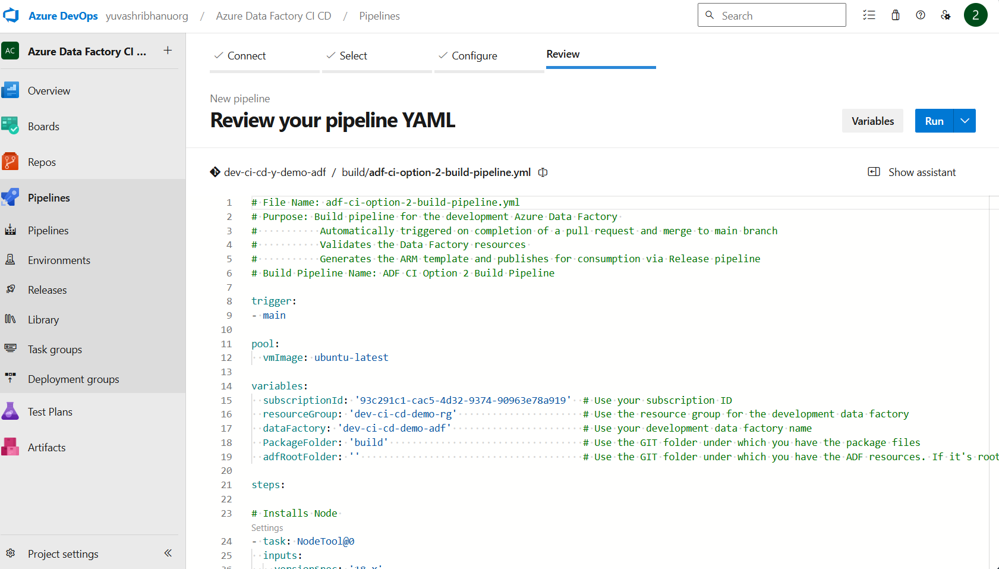 Azure DevOps yuvashribhanuorg / Azure Data Factory CI CD / Pipelines
Search
2
AC Azure Data Factory CI ... +
Overview
Boards
Repos
Pipelines
Pipelines
Environments
Releases
Library
Task groups
Deployment groups
Test Plans
Artifacts
Project settings
Connect
Select
Configure
Review
New pipeline
Review your pipeline YAML
Variables
Run
dev-ci-cd-y-demo-adf / build/adf-ci-option-2-build-pipeline.yml
Show assistant
1 # File Name: adf-ci-option-2-build-pipeline.yml
2 # Purpose: Build pipeline for the development Azure Data Factory
3 # Automatically triggered on completion of a pull request and merge to main branch
4 # Validates the Data Factory resources
5 # Generates the ARM template and publishes for consumption via Release pipeline
6 # Build Pipeline Name: ADF CI Option 2 Build Pipeline
7
8 trigger:
9 - main
10
11 pool:
12 vmImage: ubuntu-latest
13
14 variables:
15 subscriptionId: '93c291c1-cac5-4d32-9374-90963e78a919' # Use your subscription ID
16 resourceGroup: 'dev-ci-cd-demo-rg' # Use the resource group for the development data factory
17 dataFactory: 'dev-ci-cd-demo-adf' # Use your development data factory name
18 PackageFolder: 'build' # Use the GIT folder under which you have the package files
19 adfRootFolder: '' # Use the GIT folder under which you have the ADF resources. If it's root
20
21 steps:
22
23 # Installs Node
Settings
24 - task: NodeTool@0
25 inputs:
26 versionSpec: '18.x'